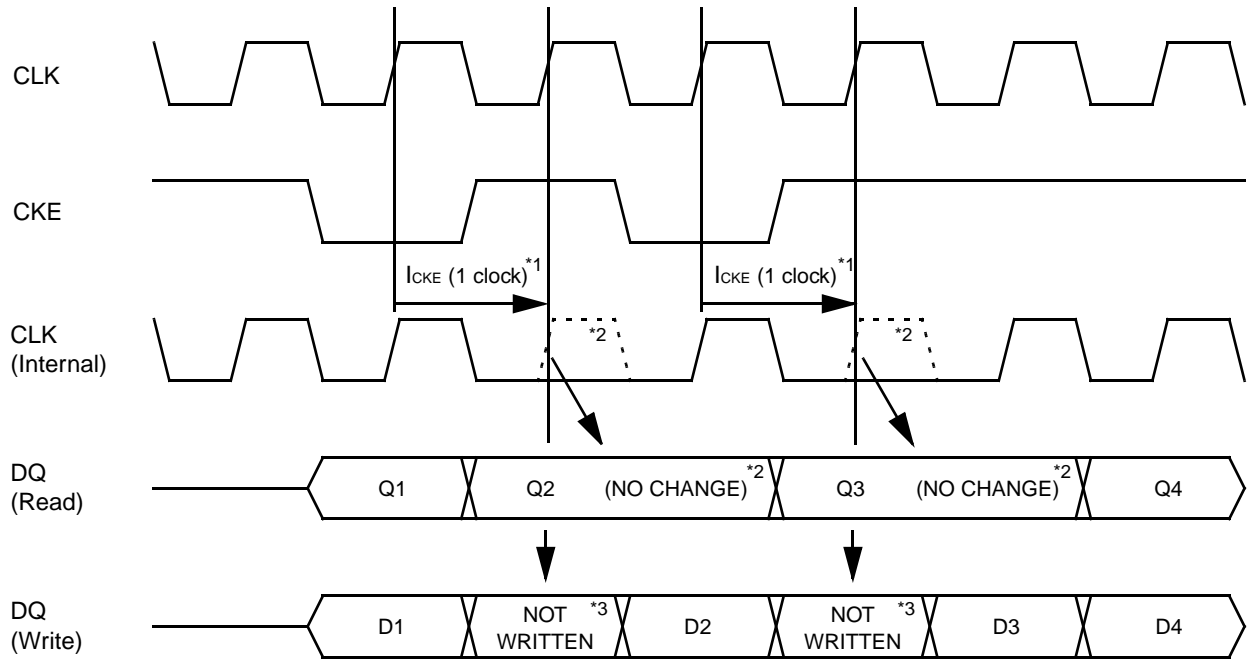 CLK
CKE
ICKE (1 clock)*1 ICKE (1 clock)*1
CLK
(Internal)
*2 *2
DQ
(Read)
Q1 Q2 (NO CHANGE)*2 Q3 (NO CHANGE)*2 Q4
DQ
(Write)
D1 NOT WRITTEN *3 D2 NOT WRITTEN *3 D3 D4